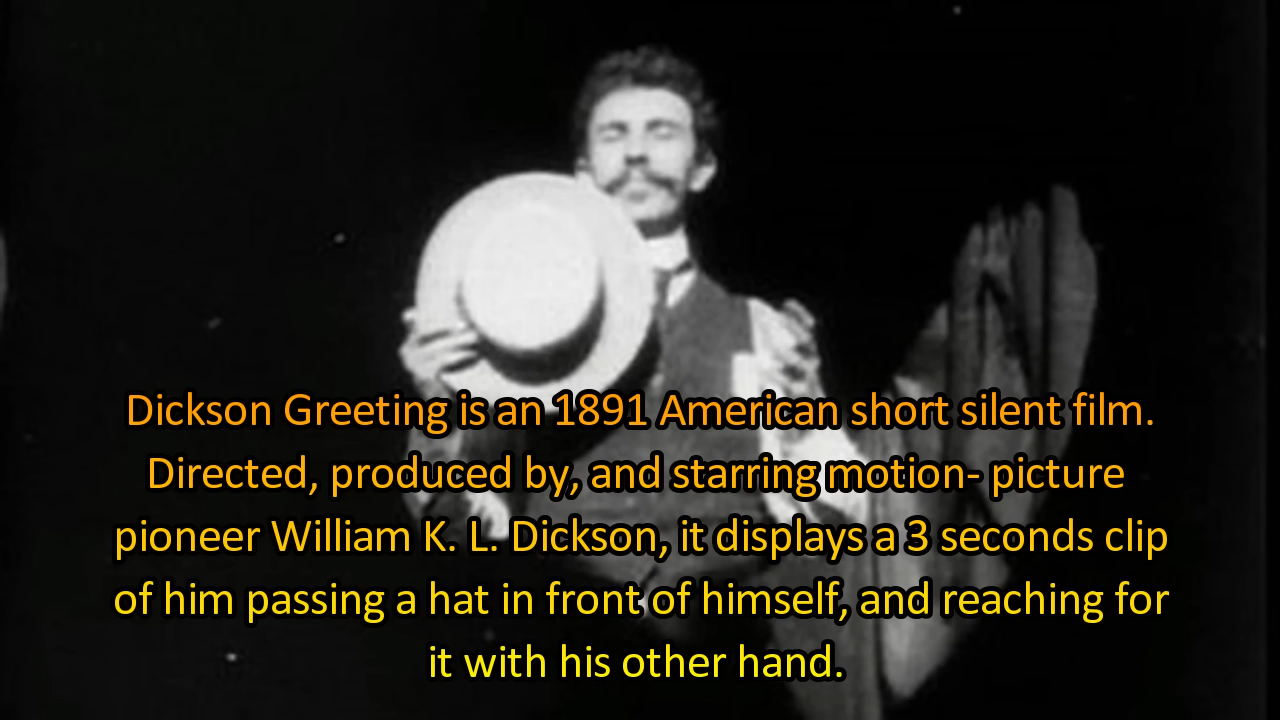 Dickson Greeting is an 1891 American short silent film.
Directed, produced by, and starring motion- picture
pioneer William K. L. Dickson, it displays a 3 seconds clip
of him passing a hat in front of himself, and reaching for
it with his other hand.